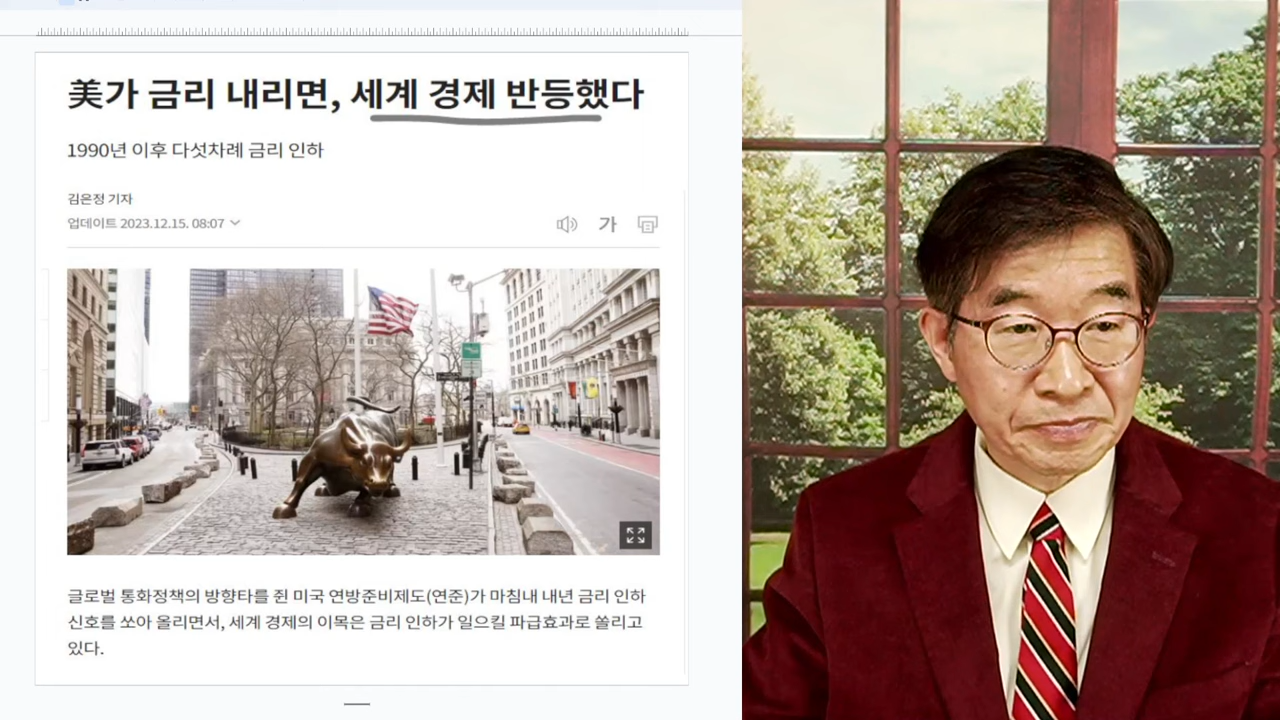 美가 금리 내리면, 세계 경제 반등했다
1990년 이후 다섯차례 금리 인하
김은정 기자
업데이트 2023.12.15. 08:07
가
글로벌 통화정책의 방향타를 쥔 미국 연방준비제도(연준)가 마침내 내년 금리 인하
신호를 쏘아 올리면서, 세계 경제의 이목은 금리 인하가 일으킬 파급효과로 쏠리고
있다.